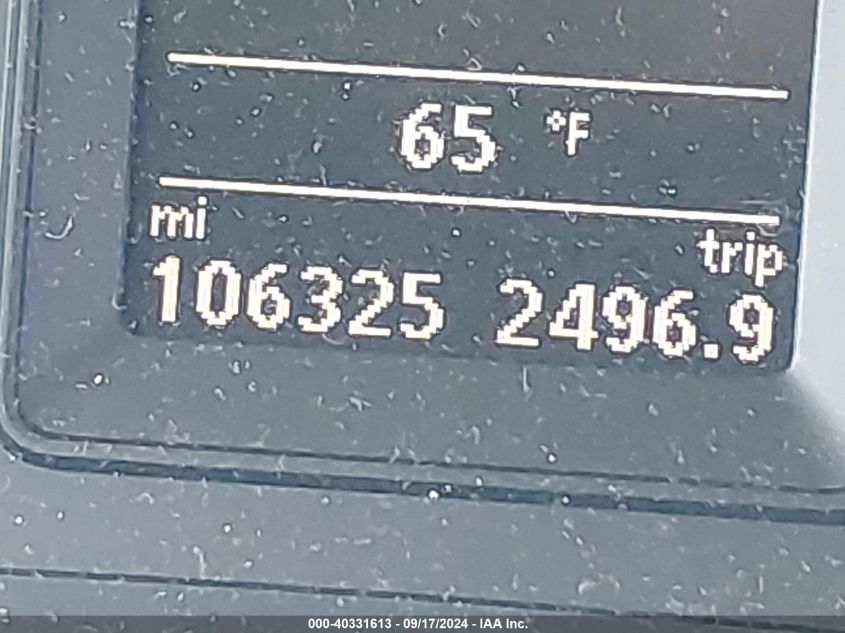 65 °F
mi trip
106325 2496.9
000-40331613 - 09/17/2024 - IAA Inc.